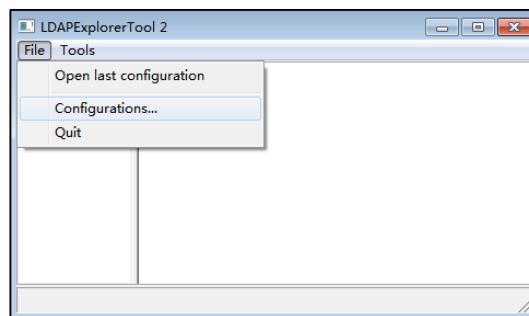 LDAPExplorerTool 2
File Tools
Open last configuration
Configurations...
Quit